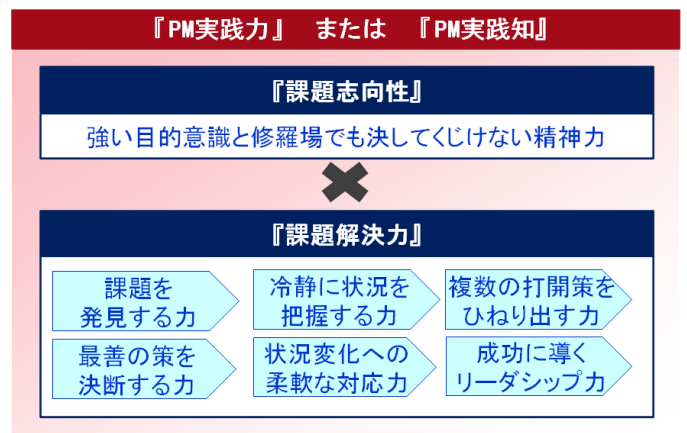 『PM実践力』 または 『PM実践知』
『課題志向性』
強い目的意識と修羅場でも決してくじけない精神力
『課題解決力』
課題を
発見する力
冷静に状況を
把握する力
複数の打開策を
ひねり出す力
最善の策を
決断する力
状況変化への
柔軟な対応力
成功に導く
リーダシップ力